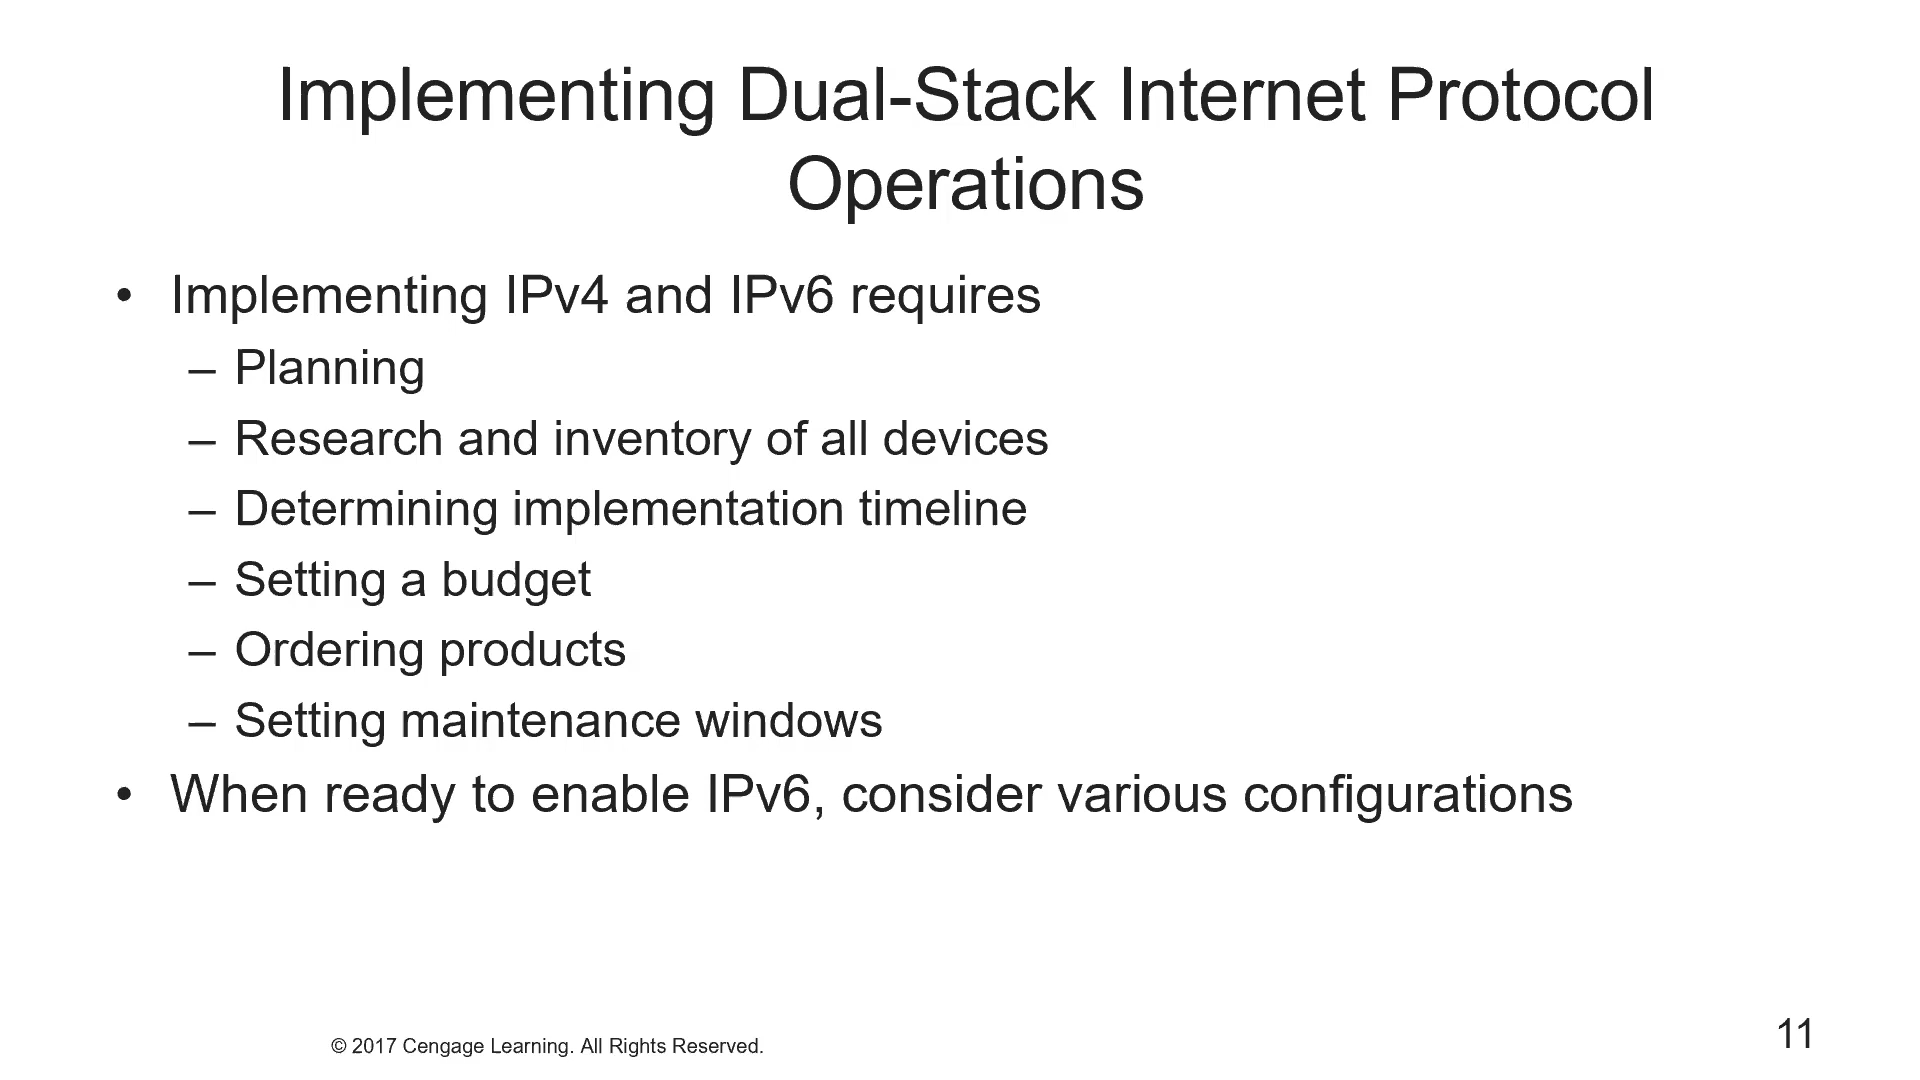 Implementing Dual-Stack Internet Protocol
Operations
• Implementing IPv4 and IPv6 requires
– Planning
– Research and inventory of all devices
– Determining implementation timeline
– Setting a budget
– Ordering products
– Setting maintenance windows
• When ready to enable IPv6, consider various configurations
© 2017 Cengage Learning. All Rights Reserved.
11